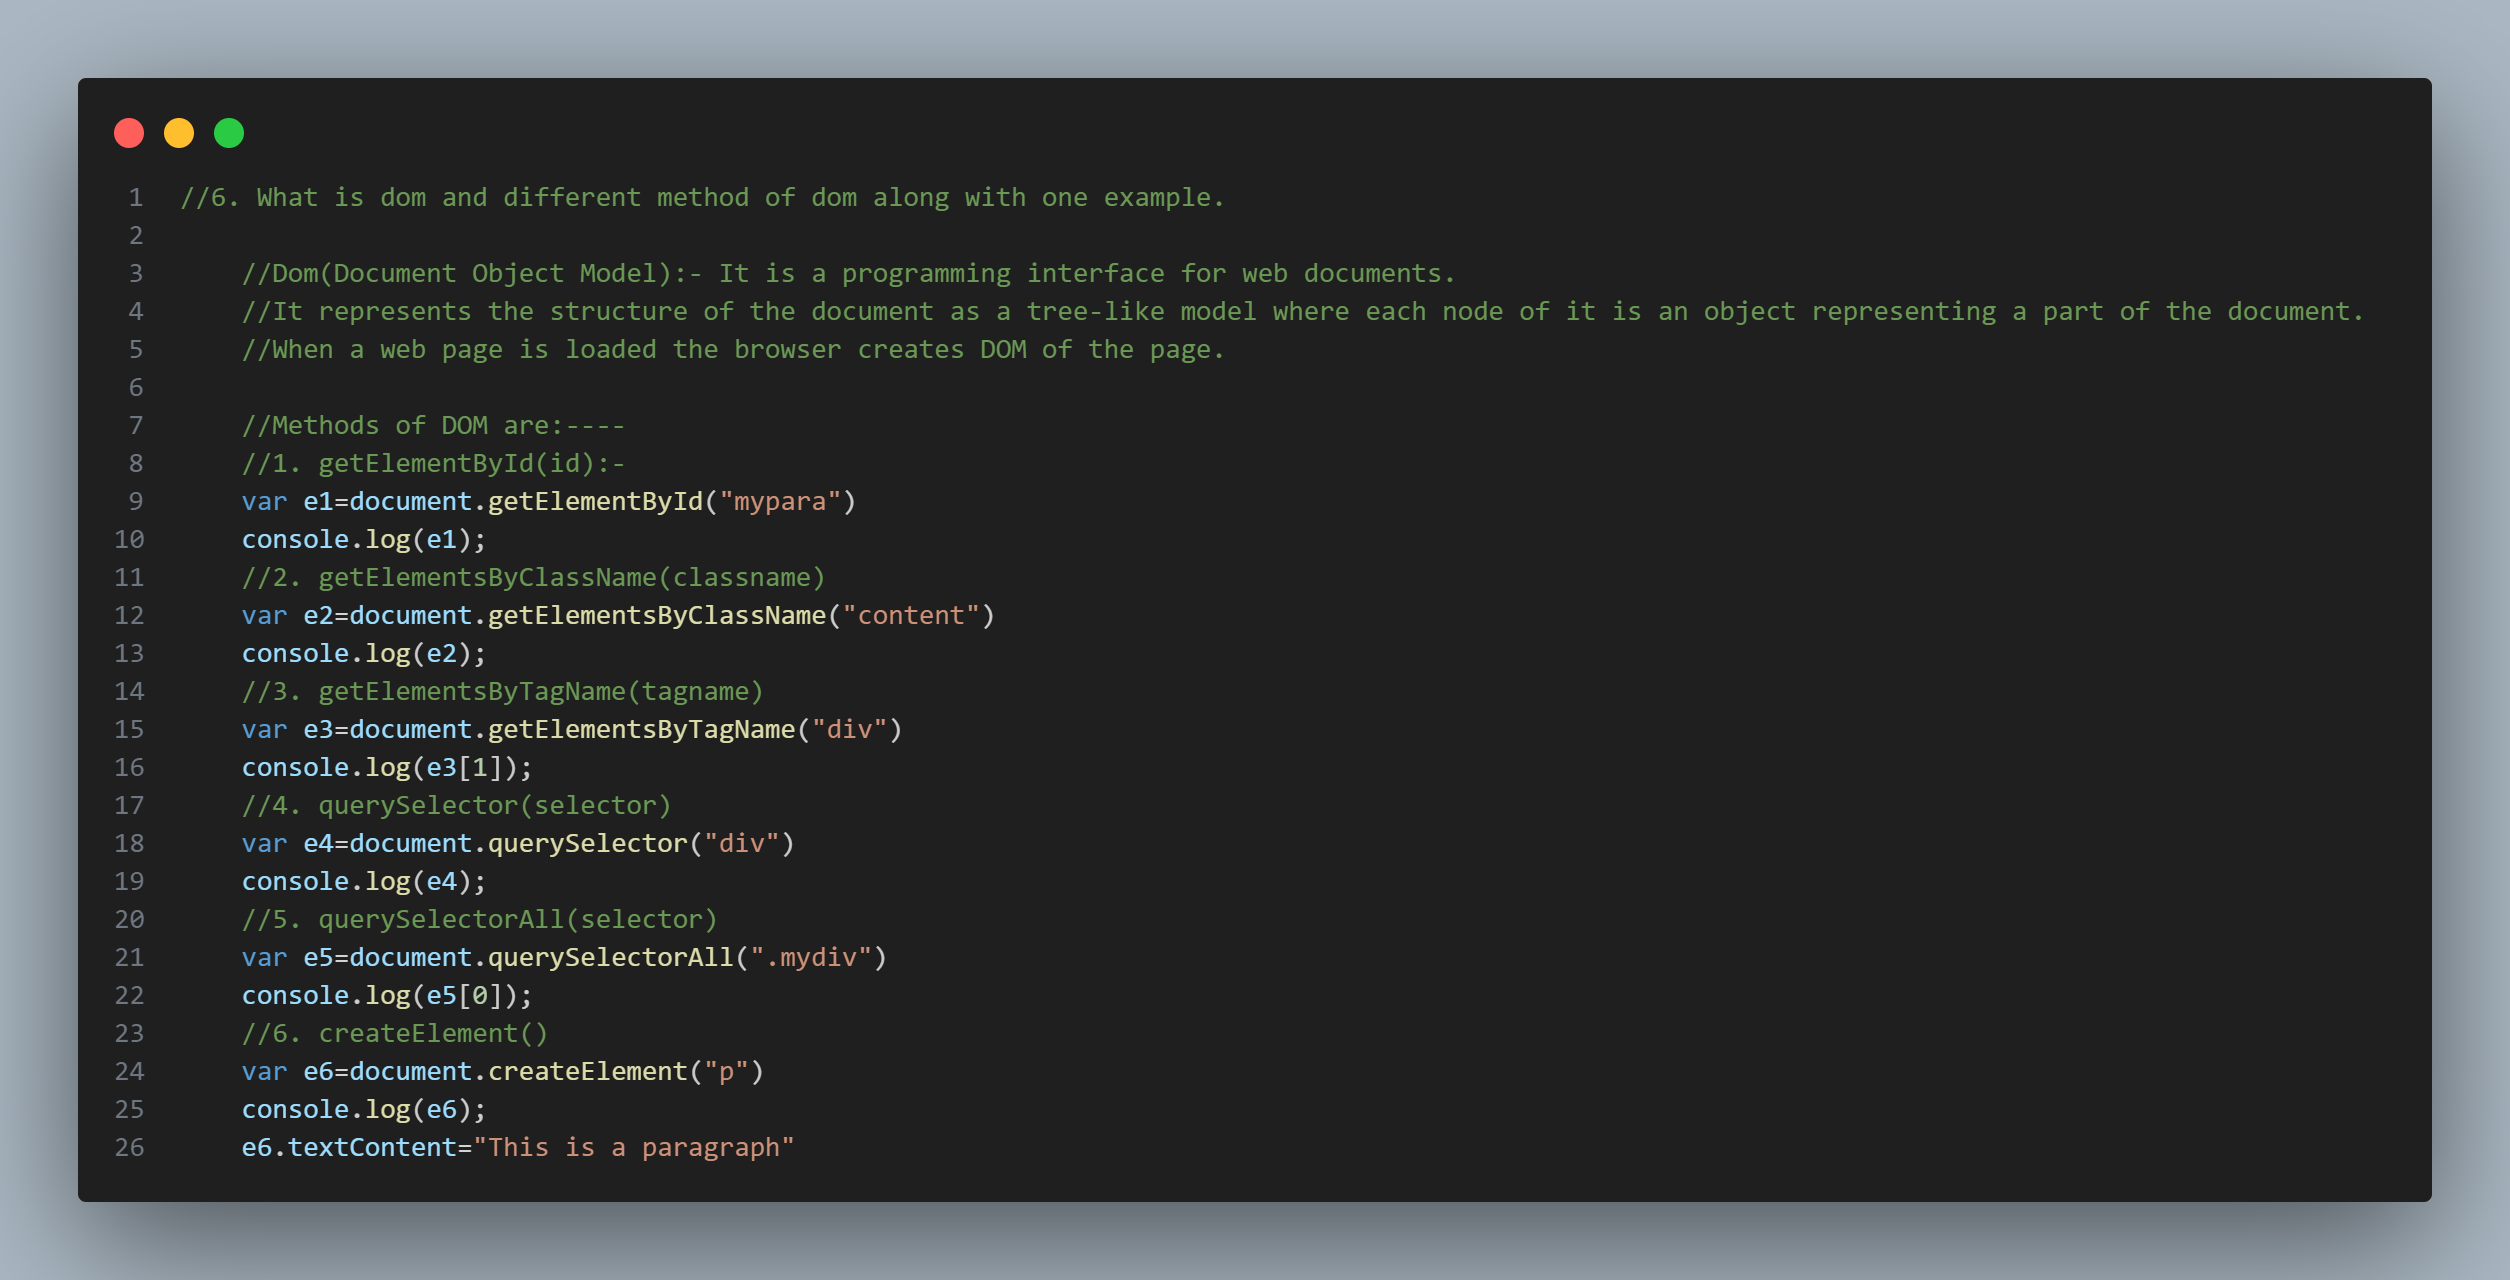 1 //6. What is dom and different method of dom along with one example.
2
3 //Dom(Document Object Model):- It is a programming interface for web documents.
4 //It represents the structure of the document as a tree-like model where each node of it is an object representing a part of the document.
5 //When a web page is loaded the browser creates DOM of the page.
6
7 //Methods of DOM are:----
8 //1. getElementById(id):-
9 var e1=document.getElementById("mypara")
10 console.log(e1);
11 //2. getElementsByClassName(classname)
12 var e2=document.getElementsByClassName("content")
13 console.log(e2);
14 //3. getElementsByTagName(tagname)
15 var e3=document.getElementsByTagName("div")
16 console.log(e3[1]);
17 //4. querySelector(selector)
18 var e4=document.querySelector("div")
19 console.log(e4);
20 //5. querySelectorAll(selector)
21 var e5=document.querySelectorAll(".mydiv")
22 console.log(e5[0]);
23 //6. createElement()
24 var e6=document.createElement("p")
25 console.log(e6);
26 e6.textContent="This is a paragraph"